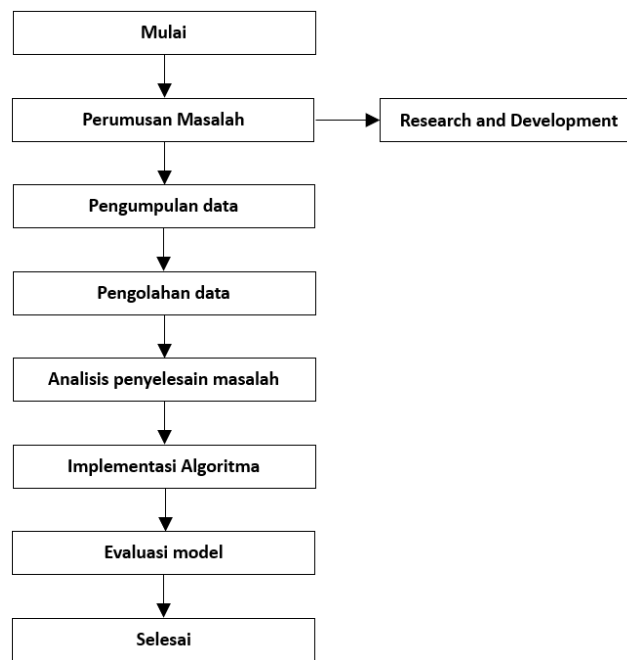 Mulai
Perumusan Masalah
Research and Development
Pengumpulan data
Pengolahan data
Analisis penyelesain masalah
Implementasi Algoritma
Evaluasi model
Selesai